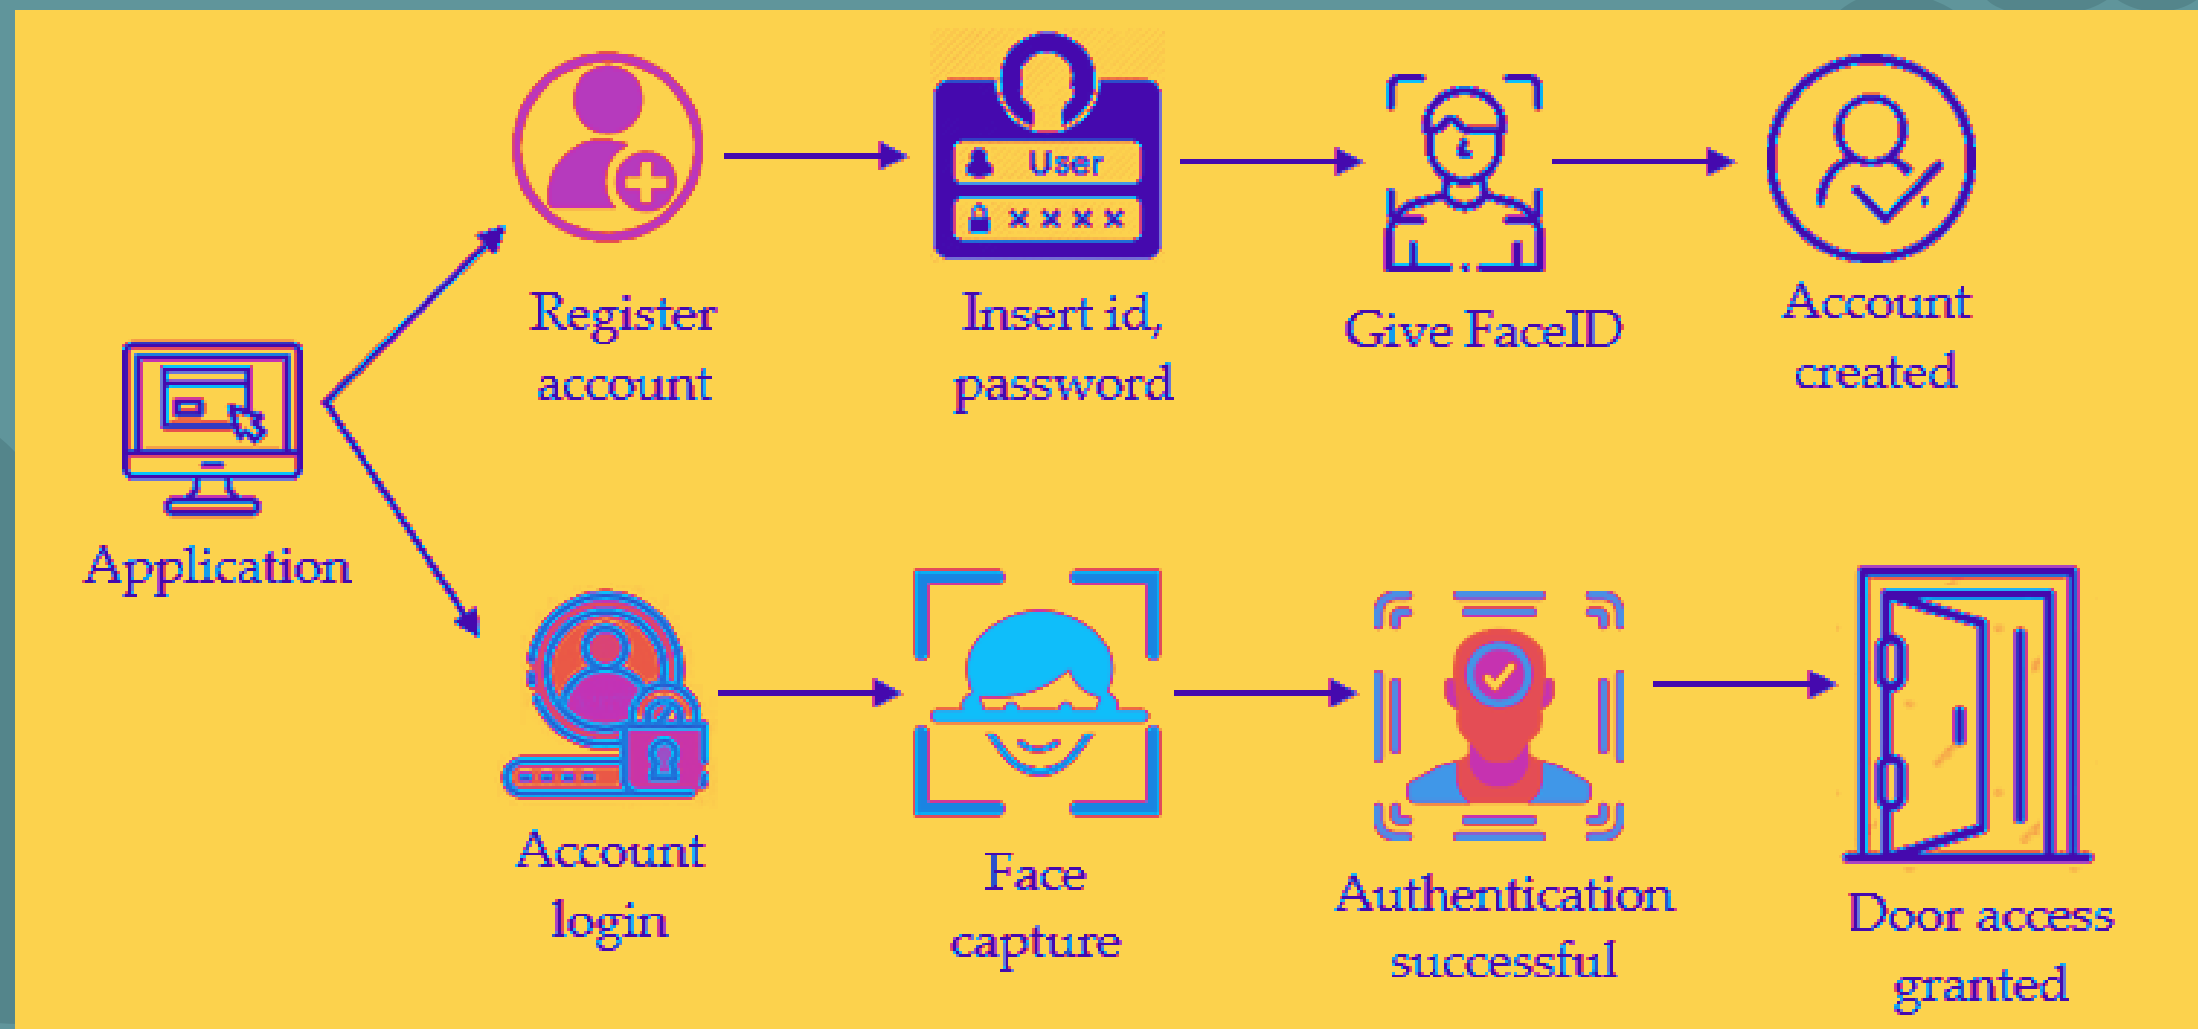 User
××××
Register
account
Insert id,
password
Give FaceID
Account
created
Application
Account
login
Face
capture
Authentication
successful
Door access
granted